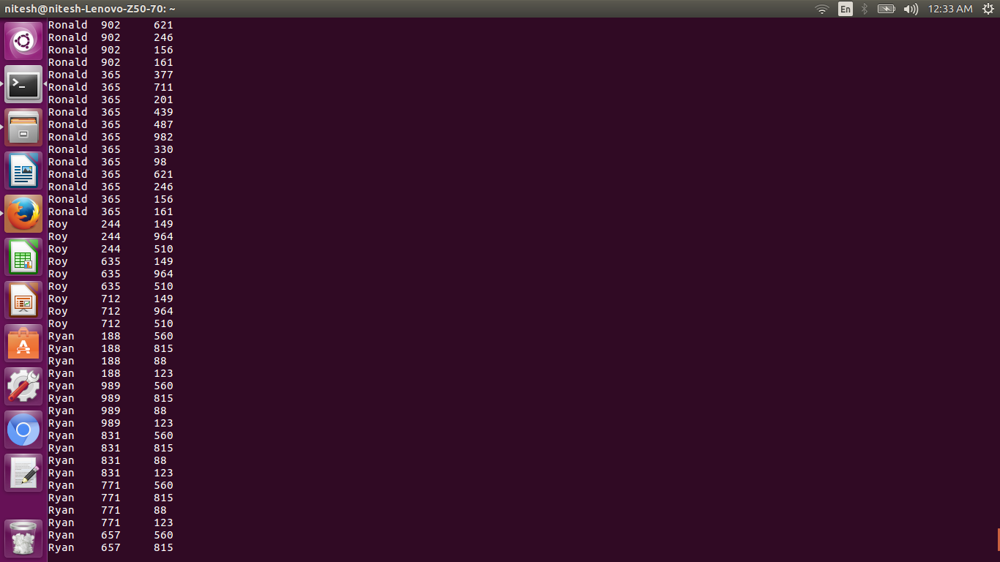 nitesh@nitesh-Lenovo-Z50-70: ~ En 12:33 AM
Ronald 902 621
Ronald 902 246
Ronald 902 156
Ronald 902 161
Ronald 365 377
Ronald 365 711
Ronald 365 201
Ronald 365 439
Ronald 365 487
Ronald 365 982
Ronald 365 330
Ronald 365 98
Ronald 365 621
Ronald 365 246
Ronald 365 156
Ronald 365 161
Roy 244 149
Roy 244 964
Roy 244 510
Roy 635 149
Roy 635 964
Roy 635 510
Roy 712 149
Roy 712 964
Roy 712 510
Ryan 188 560
Ryan 188 815
Ryan 188 88
Ryan 188 123
Ryan 989 560
Ryan 989 815
Ryan 989 88
Ryan 989 123
Ryan 831 560
Ryan 831 815
Ryan 831 88
Ryan 831 123
Ryan 771 560
Ryan 771 815
Ryan 771 88
Ryan 771 123
Ryan 657 560
Ryan 657 815